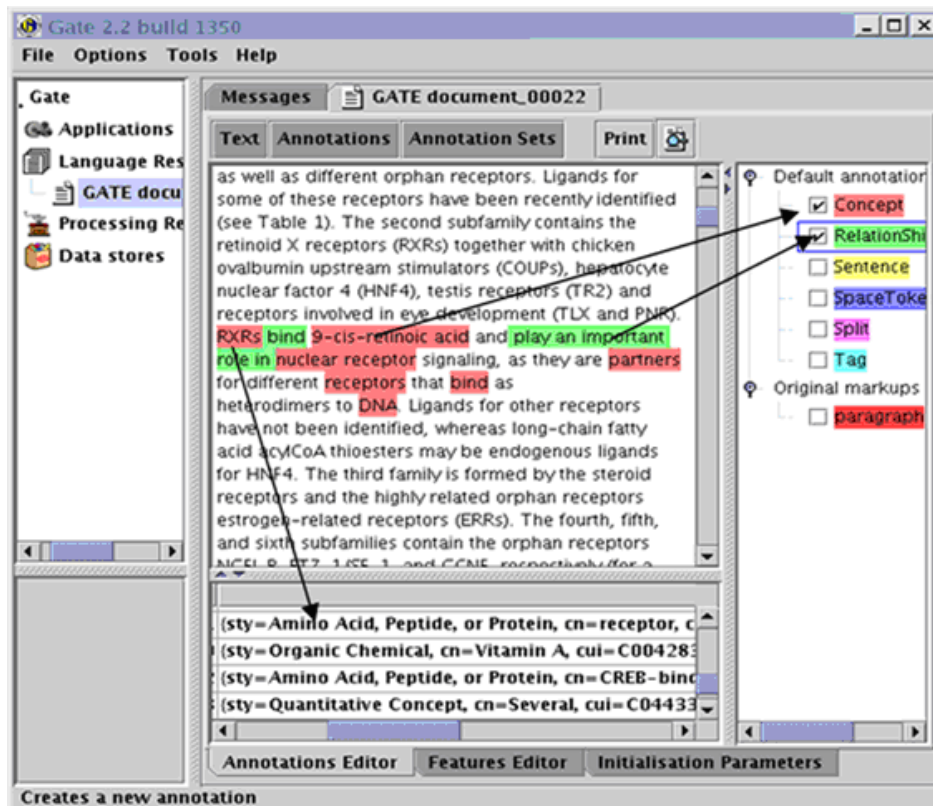 Gate 2.2 build 1350
File Options Tools Help
Gate
Applications
Language Res
GATE docu
Processing Re
Data stores
Messages GATE document_00022
Text Annotations Annotation Sets Print
as well as different orphan receptors. Ligands for
some of these receptors have been recently identified
(see Table 1). The second subfamily contains the
retinoid X receptors (RXRs) together with chicken
ovalbumin upstream stimulators (COUPs), hepatocyte
nuclear factor 4 (HNF4), testis receptors (TR2) and
receptors involved in eye development (TLX and PNR).
RXRs bind 9-cis-retinoic acid and play an important
role in nuclear receptor signaling, as they are partners
for different receptors that bind as
heterodimers to DNA. Ligands for other receptors
have not been identified, whereas long-chain fatty
acid acylCoA thioesters may be endogenous ligands
for HNF4. The third family is formed by the steroid
receptors and the highly related orphan receptors
estrogen-related receptors (ERRs). The fourth, fifth,
and sixth subfamilies contain the orphan receptors
and respectively (for a
(sty=Amino Acid, Peptide, or Protein, cn=receptor, c
(sty=Organic Chemical, cn=Vitamin A, cui=C004283
(sty=Amino Acid, Peptide, or Protein, cn=CREB-bind
(sty=Quantitative Concept, cn=Several, cui=C04433
Default annotation
Concept
RelationShi
Sentence
SpaceToke
Split
Tag
Original markups
paragraph
Annotations Editor Features Editor Initialisation Parameters
Creates a new annotation